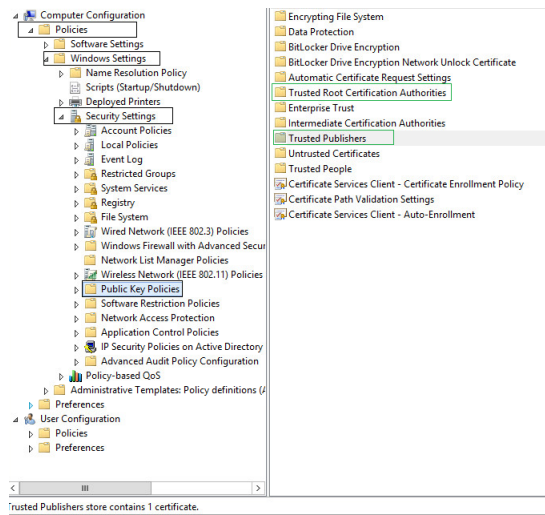 Computer Configuration
Policies
Software Settings
Windows Settings
Name Resolution Policy
Scripts (Startup/Shutdown)
Deployed Printers
Security Settings
Account Policies
Local Policies
Event Log
Restricted Groups
System Services
Registry
File System
Wired Network (IEEE 802.3) Policies
Windows Firewall with Advanced Secur
Network List Manager Policies
Wireless Network (IEEE 802.11) Policies
Public Key Policies
Software Restriction Policies
Network Access Protection
Application Control Policies
IP Security Policies on Active Directory
Advanced Audit Policy Configuration
Policy-based QoS
Administrative Templates: Policy definitions (A
Preferences
User Configuration
Policies
Preferences
Encrypting File System
Data Protection
BitLocker Drive Encryption
BitLocker Drive Encryption Network Unlock Certificate
Automatic Certificate Request Settings
Trusted Root Certification Authorities
Enterprise Trust
Intermediate Certification Authorities
Trusted Publishers
Untrusted Certificates
Trusted People
Certificate Services Client - Certificate Enrollment Policy
Certificate Path Validation Settings
Certificate Services Client - Auto-Enrollment
Trusted Publishers store contains 1 certificate.